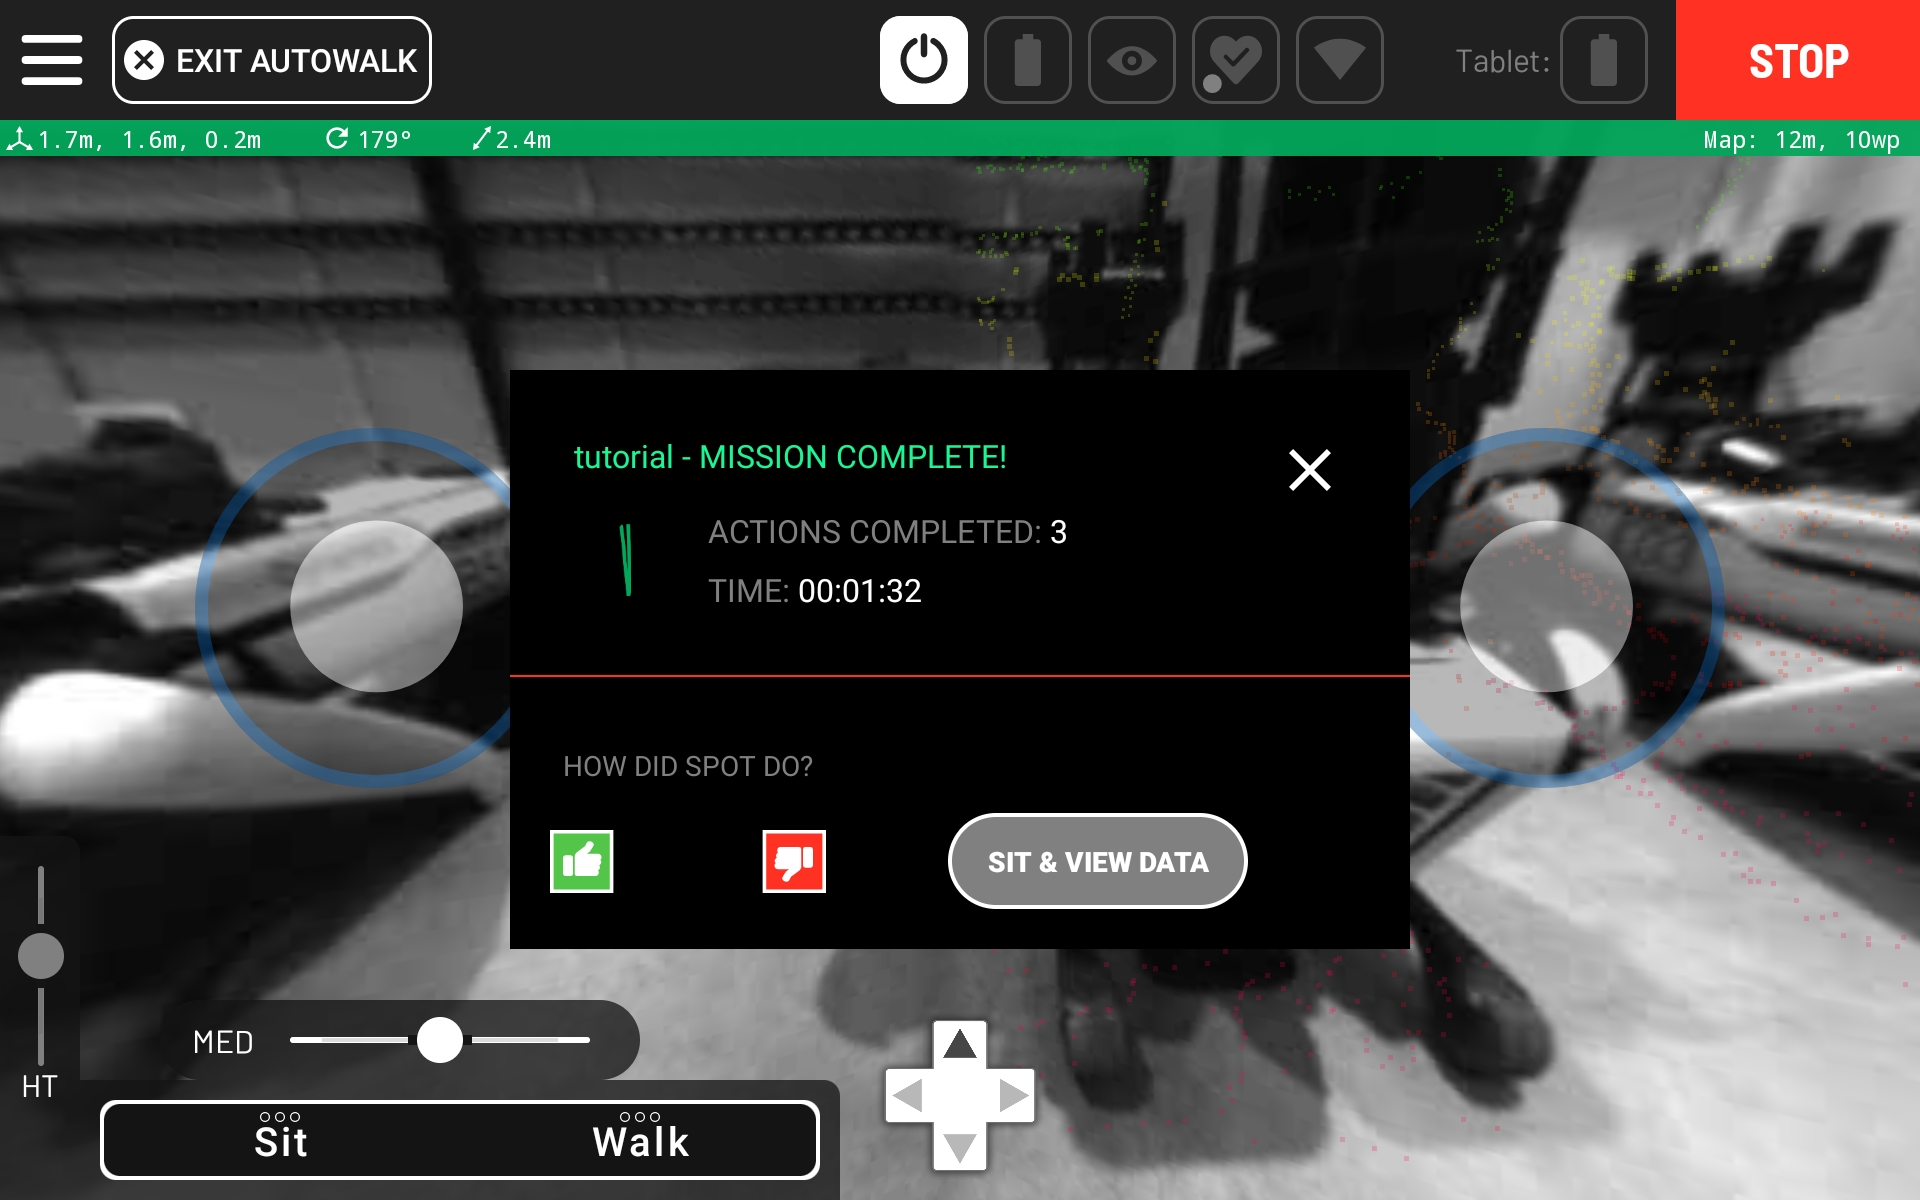 EXIT AUTOWALK
Tablet:
STOP
1.7m, 1.6m, 0.2m 179° 2.4m
Map: 12m, 10wp
tutorial - MISSION COMPLETE!
ACTIONS COMPLETED: 3
TIME: 00:01:32
HOW DID SPOT DO?
SIT & VIEW DATA
MED
HT
Sit
Walk